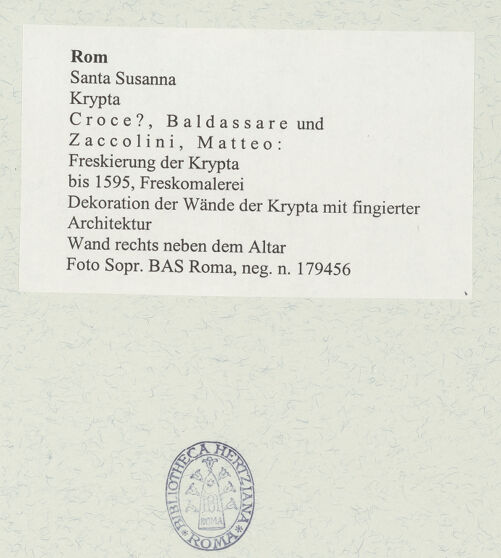 Rom
Santa Susanna
Krypta
Croce?, Baldassare und
Zaccolini, Matteo:
Freskierung der Krypta
bis 1595, Freskomalerei
Dekoration der Wände der Krypta mit fingierter
Architektur
Wand rechts neben dem Altar
Foto Sopr. BAS Roma, neg. n. 179456
BIBLIOTHECA HERTZIANA
ROMA
*ROMA*